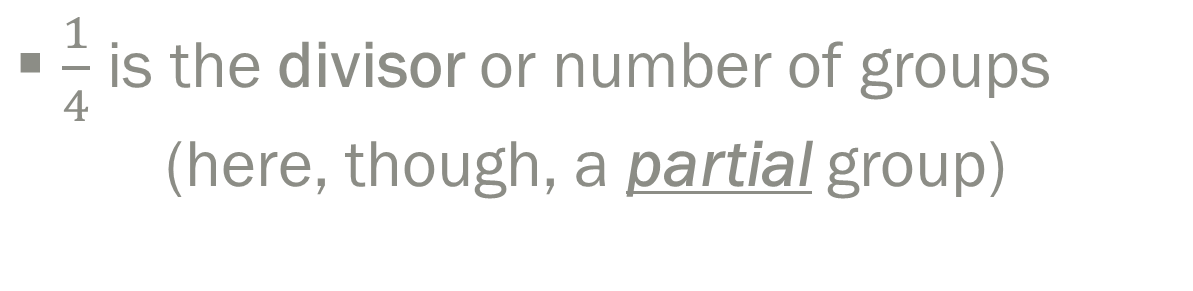 ▪ 1/4 is the divisor or number of groups
(here, though, a partial group)